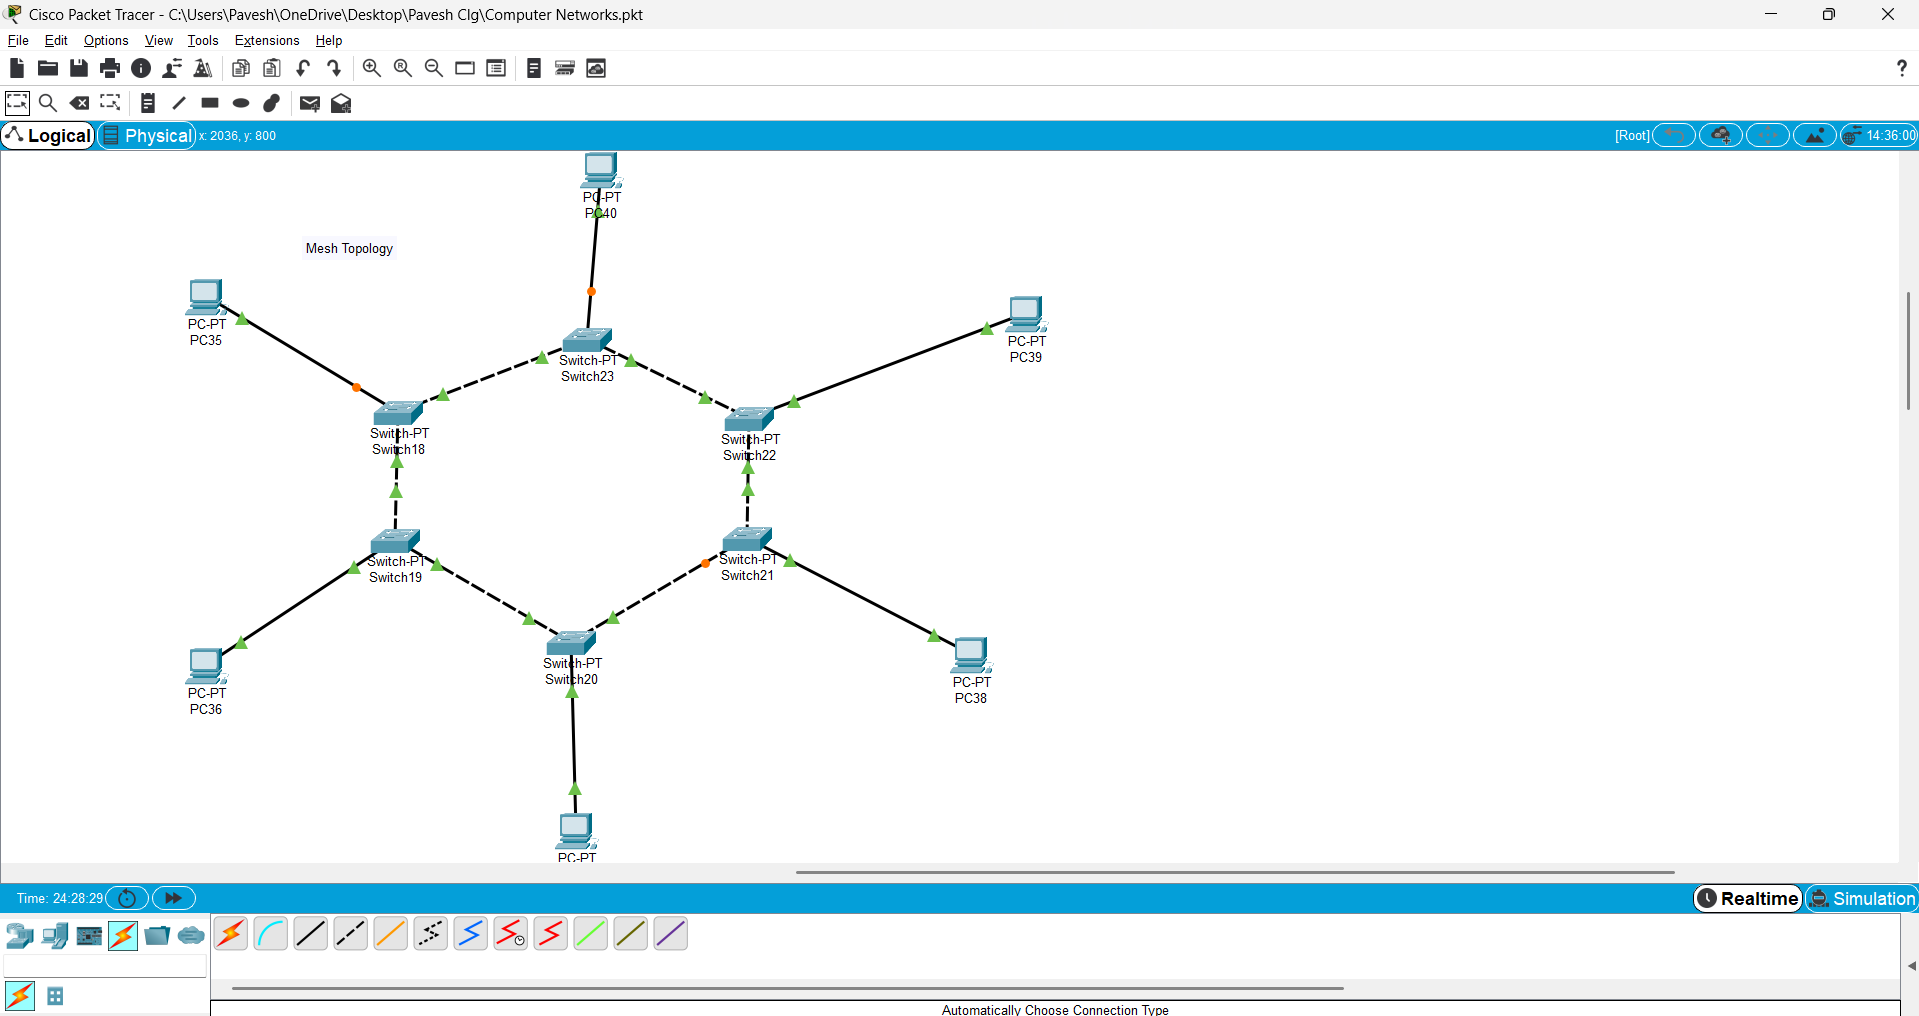 Cisco Packet Tracer - C:\Users\Pavesh\OneDrive\Desktop\Pavesh Clg\Computer Networks.pkt
File Edit Options View Tools Extensions Help
?
Logical Physical x: 2036, y: 800 [Root] 14:36:00
PC-PT
PC40
Mesh Topology
PC-PT
PC35
PC-PT
PC39
Switch-PT
Switch23
Switch-PT
Switch18
Switch-PT
Switch22
Switch-PT
Switch19
Switch-PT
Switch21
Switch-PT
Switch20
PC-PT
PC38
PC-PT
PC36
PC-PT
Time: 24:28:29 Realtime Simulation
Automatically Choose Connection Type